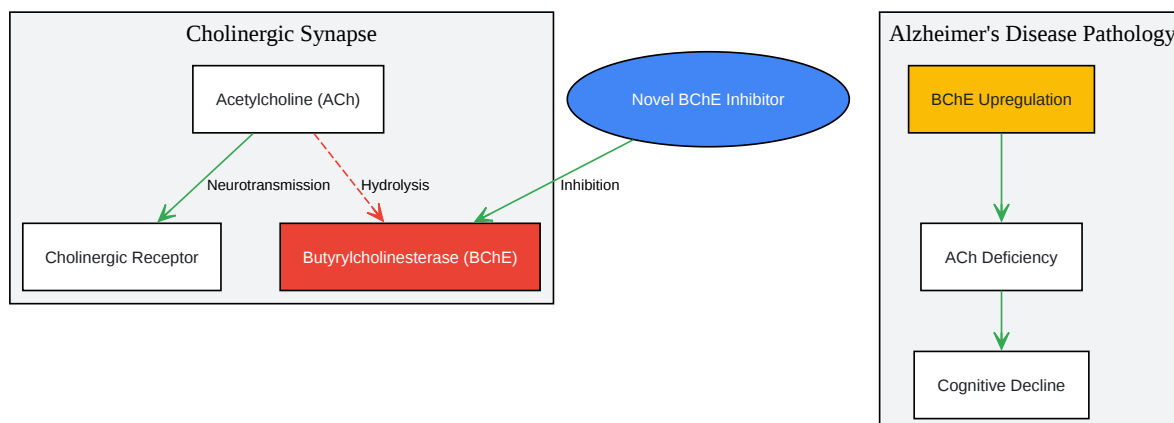 Cholinergic Synapse
Acetylcholine (ACh)
Neurotransmission
Hydrolysis
Cholinergic Receptor
Butyrylcholinesterase (BChE)
Novel BChE Inhibitor
Inhibition
Alzheimer's Disease Pathology
BChE Upregulation
ACh Deficiency
Cognitive Decline